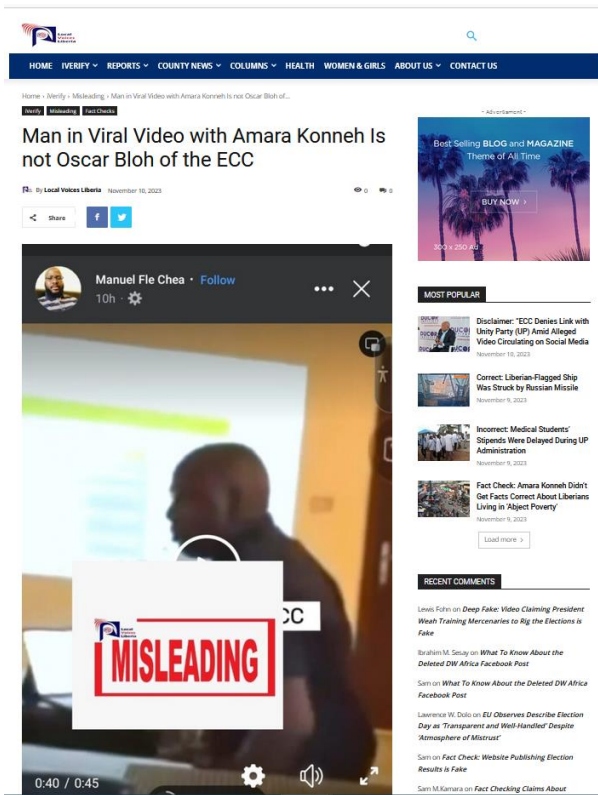 Local
Voices
Liberia
HOME IVERIFY REPORTS COUNTY NEWS COLUMNS HEALTH WOMEN & GIRLS ABOUT US CONTACT US
Home › iVerify › Misleading › Man in Viral Video with Amara Konneh Is not Oscar Bloh of...
iVerify Misleading Fact Checks
Man in Viral Video with Amara Konneh Is
not Oscar Bloh of the ECC
By Local Voices Liberia November 10, 2023 0 0
Share
Manuel Fle Chea · Follow
10h ·
CC
Local
Voices
Liberia
MISLEADING
0:40 / 0:45
- Advertisment -
Best Selling BLOG and MAGAZINE
Theme of All Time
BUY NOW
300 x 250 Ad
MOST POPULAR
Disclaimer: "ECC Denies Link with
Unity Party (UP) Amid Alleged
Video Circulating on Social Media
November 10, 2023
Correct: Liberian-Flagged Ship
Was Struck by Russian Missile
November 9, 2023
Incorrect: Medical Students'
Stipends Were Delayed During UP
Administration
November 9, 2023
Fact Check: Amara Konneh Didn't
Get Facts Correct About Liberians
Living in 'Abject Poverty'
November 9, 2023
Load more
RECENT COMMENTS
Lewis Fohn on Deep Fake: Video Claiming President
Weah Training Mercenaries to Rig the Elections is
Fake
Ibrahim M. Sesay on What To Know About the
Deleted DW Africa Facebook Post
Sam on What To Know About the Deleted DW Africa
Facebook Post
Lawrence W. Dolo on EU Observes Describe Election
Day as 'Transparent and Well-Handled' Despite
'Atmosphere of Mistrust'
Sam on Fact Check: Website Publishing Election
Results is Fake
Sam M.Kamara on Fact Checking Claims About